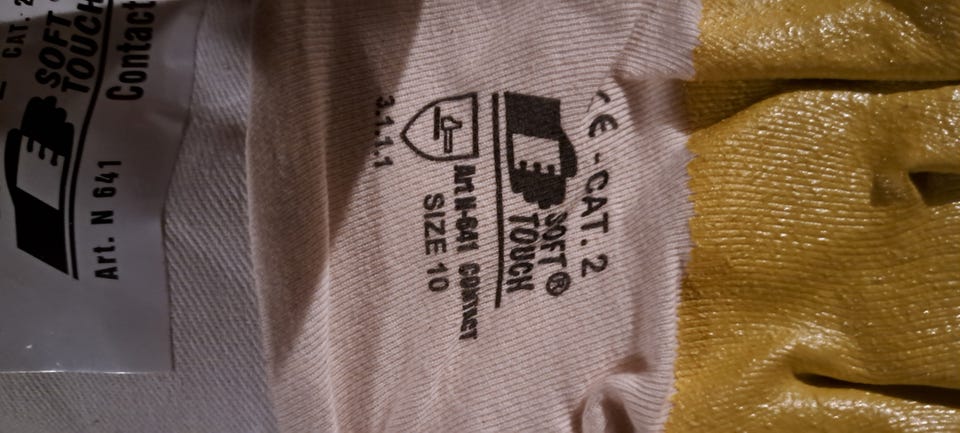 CAT. 2
SOFT
TOUCH
Contact
Art. N 641
CE - CAT. 2
SOFT®
TOUCH
Art N-641 CONTACT
SIZE 10
3.1.1.1